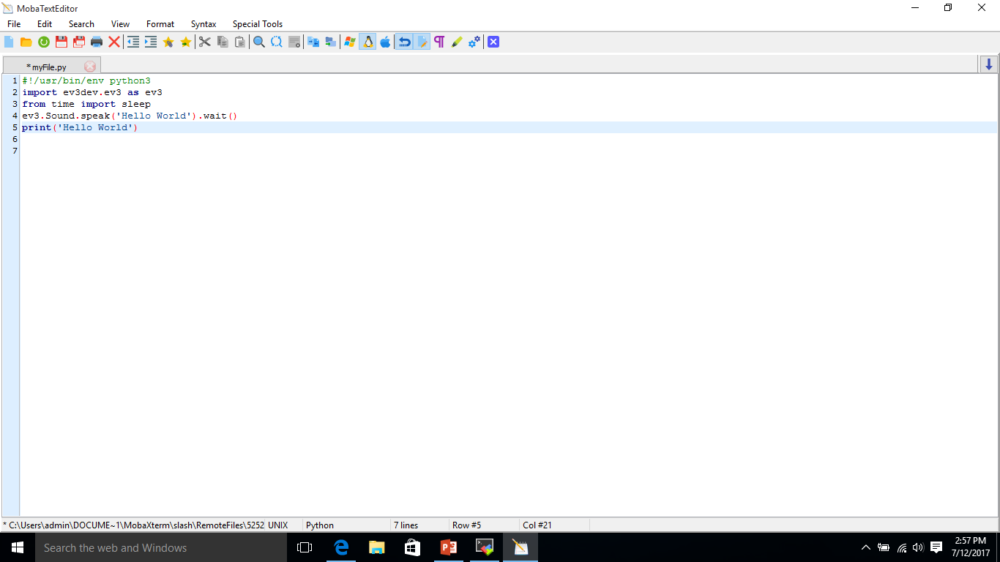 MobaTextEditor
File Edit Search View Format Syntax Special Tools
* myFile.py
1 #!/usr/bin/env python3
2 import ev3dev.ev3 as ev3
3 from time import sleep
4 ev3.Sound.speak('Hello World').wait()
5 print('Hello World')
6
7
* C:\Users\admin\DOCUME~1\MobaXterm\slash\RemoteFiles\5252 UNIX Python 7 lines Row #5 Col #21
Search the web and Windows
2:57 PM
7/12/2017